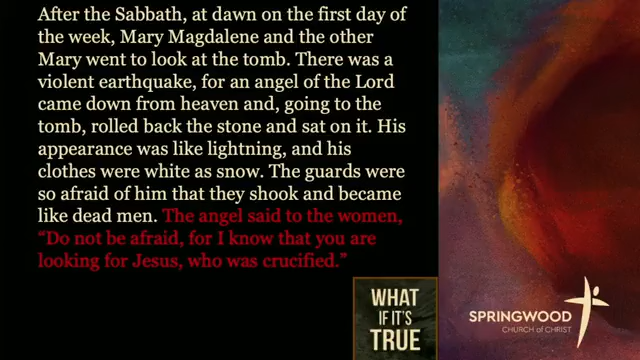 After the Sabbath, at dawn on the first day of
the week, Mary Magdalene and the other
Mary went to look at the tomb. There was a
violent earthquake, for an angel of the Lord
came down from heaven and, going to the
tomb, rolled back the stone and sat on it. His
appearance was like lightning, and his
clothes were white as snow. The guards were
so afraid of him that they shook and became
like dead men. The angel said to the women,
“Do not be afraid, for I know that you are
looking for Jesus, who was crucified.”
WHAT
IF IT'S
TRUE
SPRINGWOOD
CHURCH of CHRIST